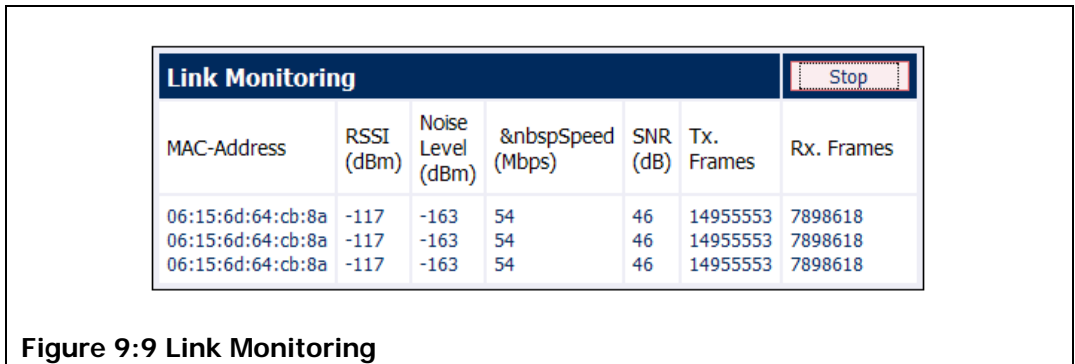 Link Monitoring Stop
MAC-Address RSSI (dBm) Noise Level (dBm) &nbspSpeed (Mbps) SNR (dB) Tx. Frames Rx. Frames
06:15:6d:64:cb:8a -117 -163 54 46 14955553 7898618
06:15:6d:64:cb:8a -117 -163 54 46 14955553 7898618
06:15:6d:64:cb:8a -117 -163 54 46 14955553 7898618
Figure 9:9 Link Monitoring